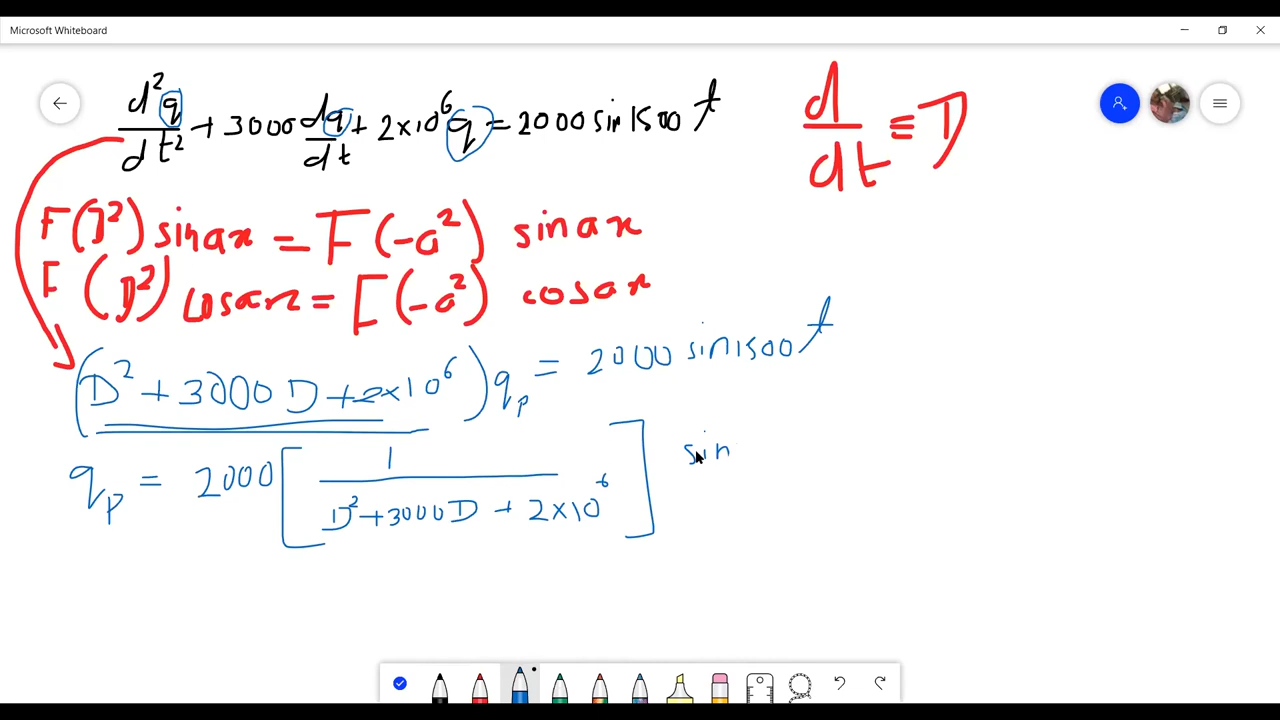 Microsoft Whiteboard
d²q/dt² + 3000 dq/dt + 2×10⁶ q = 2000 sin 1500 t
d/dt ≡ D
F(D²) sin ax = F(-a²) sin ax
F(D²) cos ax = F(-a²) cos ax
(D² + 3000 D + 2×10⁶) qₚ = 2000 sin 1500 t
qₚ = 2000 [1/(D² + 3000D + 2×10⁶)] sin